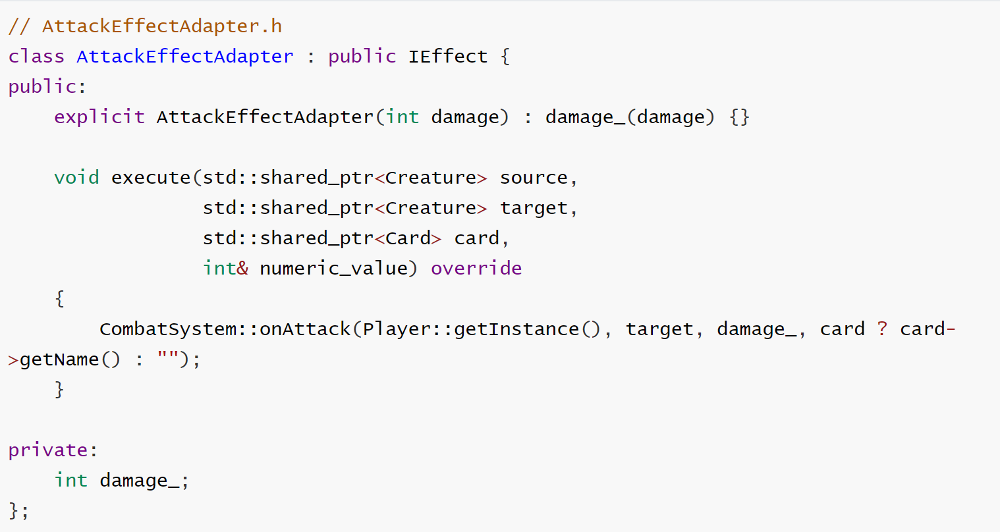 // AttackEffectAdapter.h
class AttackEffectAdapter : public IEffect {
public:
    explicit AttackEffectAdapter(int damage) : damage_(damage) {}

    void execute(std::shared_ptr<Creature> source,
                 std::shared_ptr<Creature> target,
                 std::shared_ptr<Card> card,
                 int& numeric_value) override
    {
        CombatSystem::onAttack(Player::getInstance(), target, damage_, card ? card-
>getName() : "");
    }

private:
    int damage_;
};